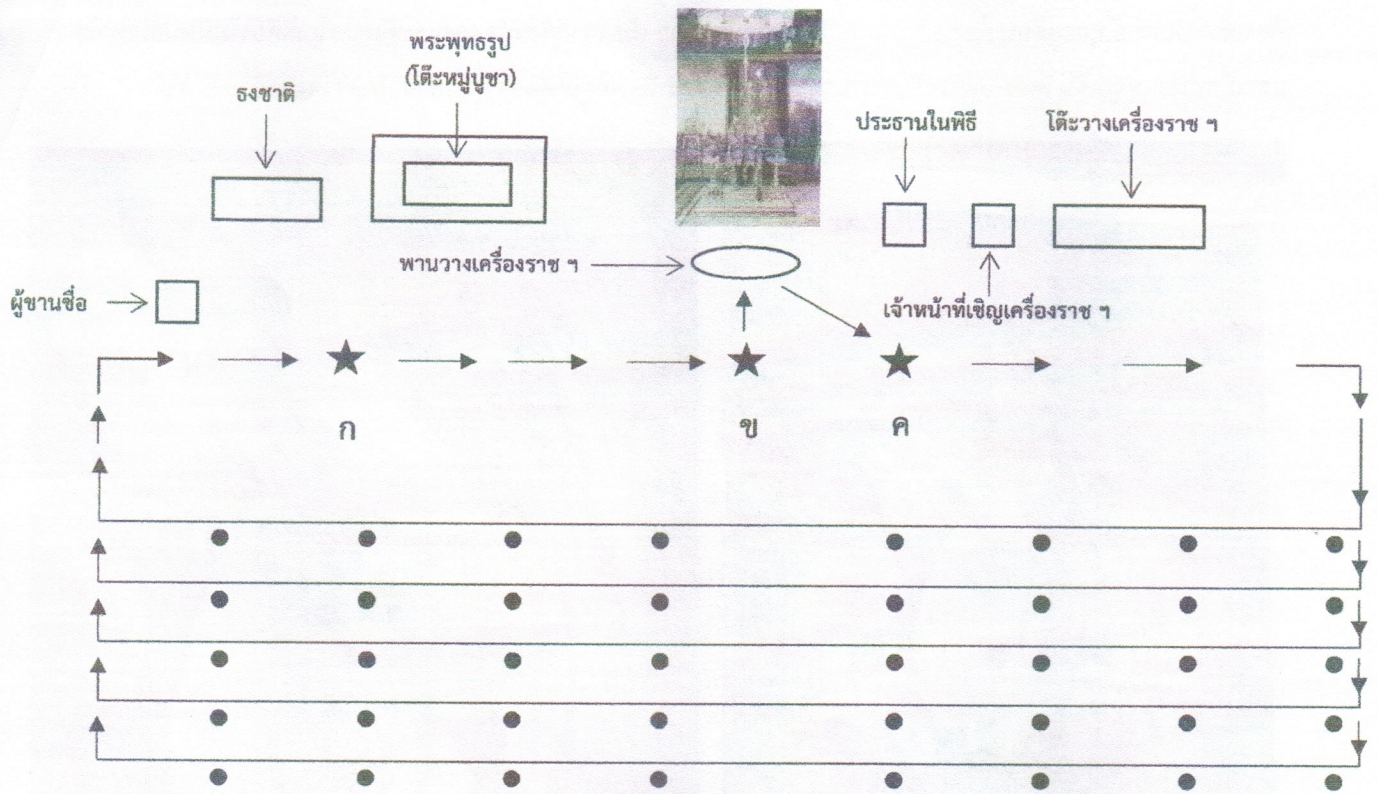 พระพุทธรูป
(โต๊ะหมู่บูชา)
ธงชาติ
ประธานในพิธี
โต๊ะวางเครื่องราช ฯ
พานวางเครื่องราช ฯ
ผู้ขานชื่อ
เจ้าหน้าที่เชิญเครื่องราช ฯ
ก
ข
ค